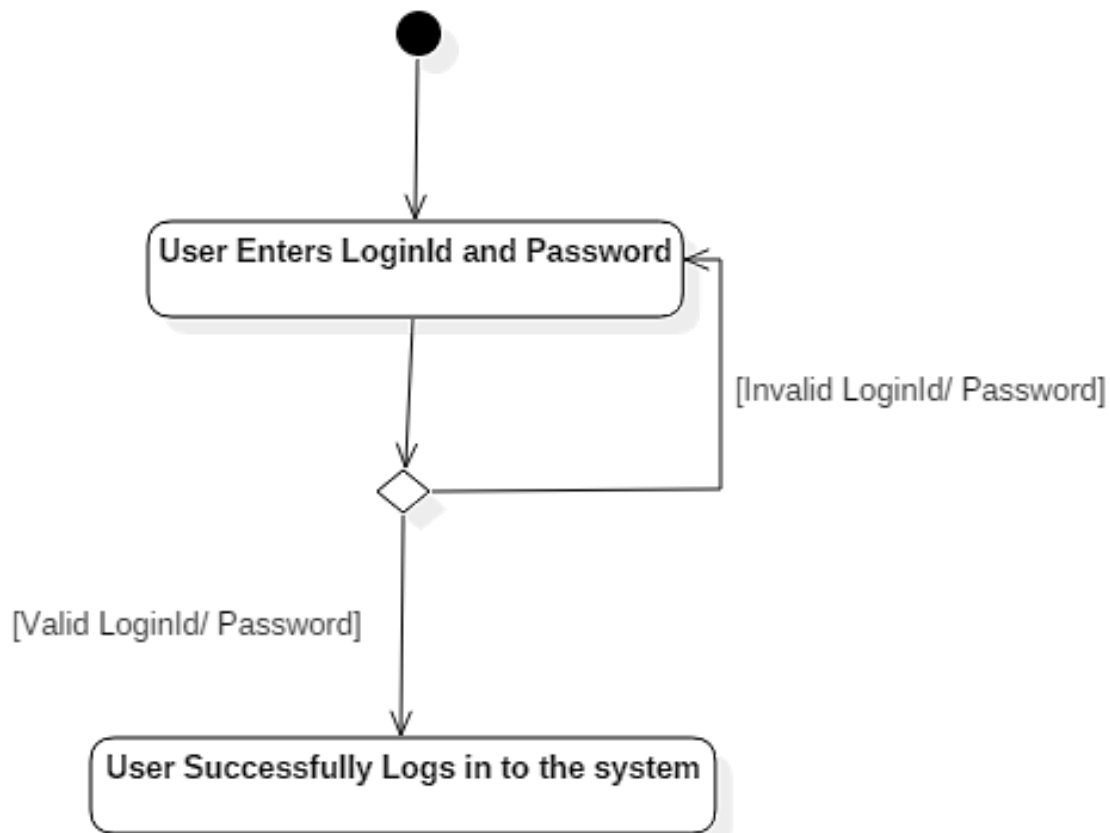 User Enters LoginId and Password
[Invalid LoginId/ Password]
[Valid LoginId/ Password]
User Successfully Logs in to the system